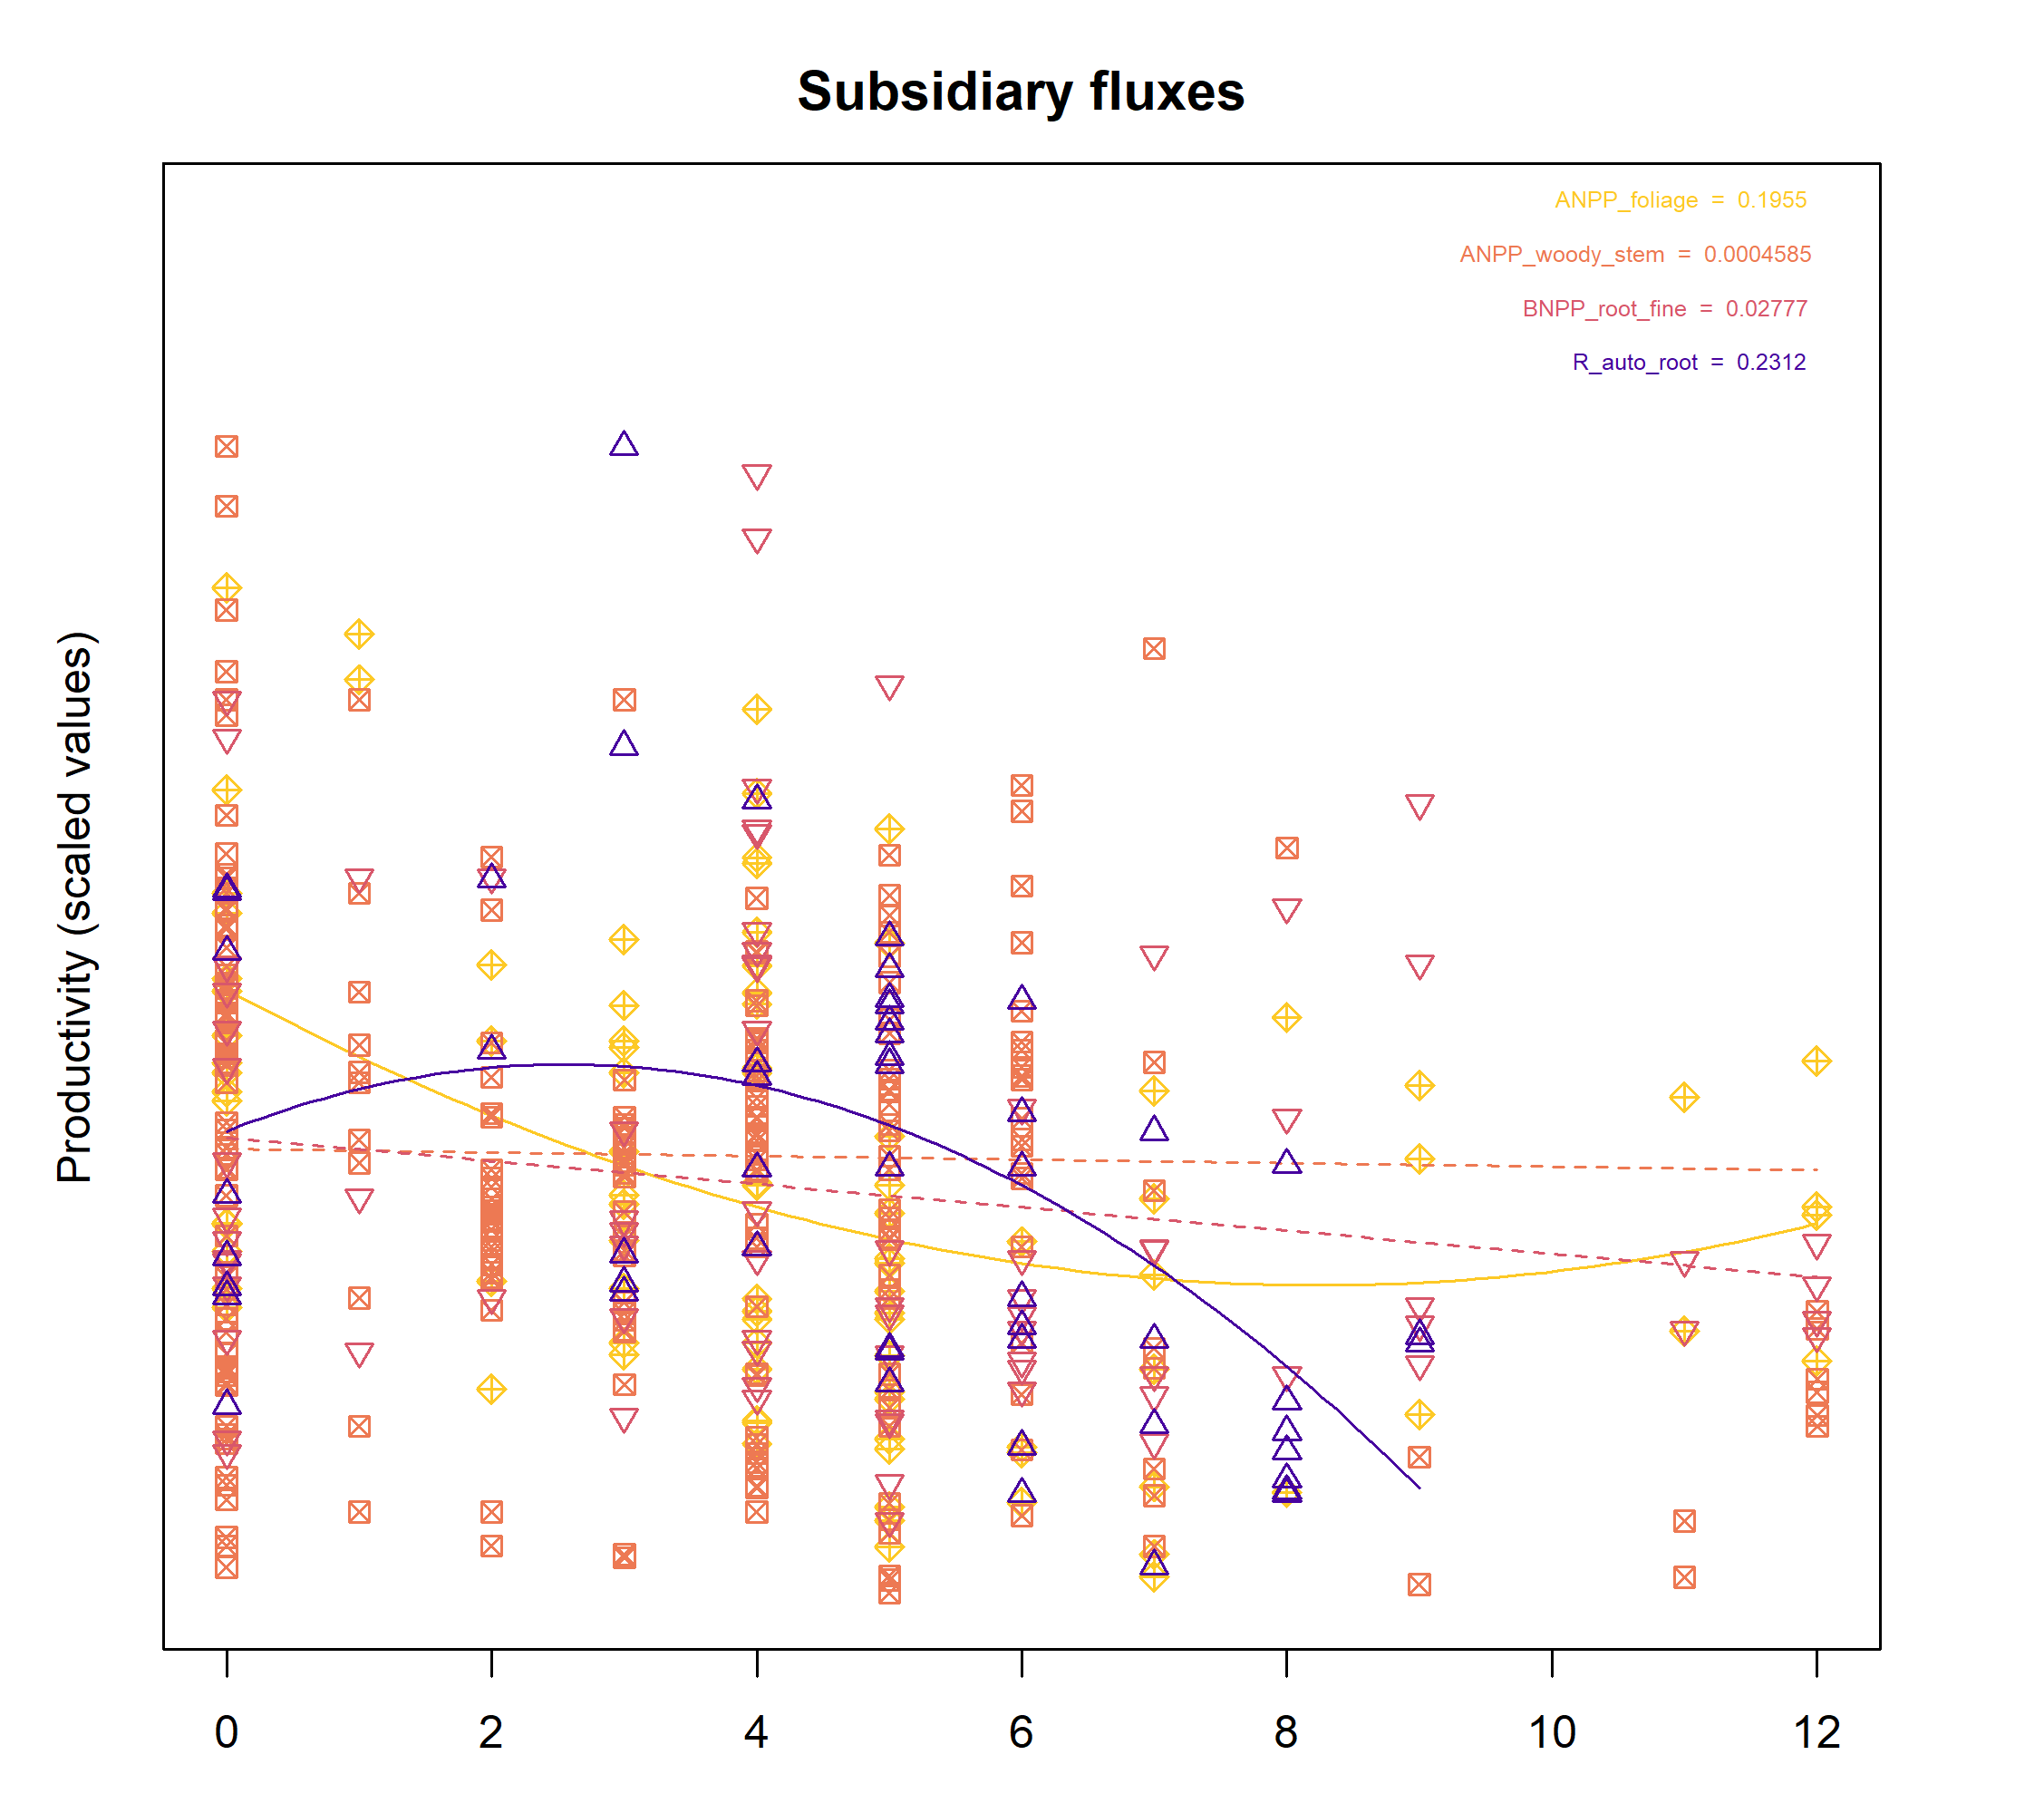 Subsidiary fluxes
ANPP_foliage = 0.1955
ANPP_woody_stem = 0.0004585
BNPP_root_fine = 0.02777
R_auto_root = 0.2312
Productivity (scaled values)
0 2 4 6 8 10 12